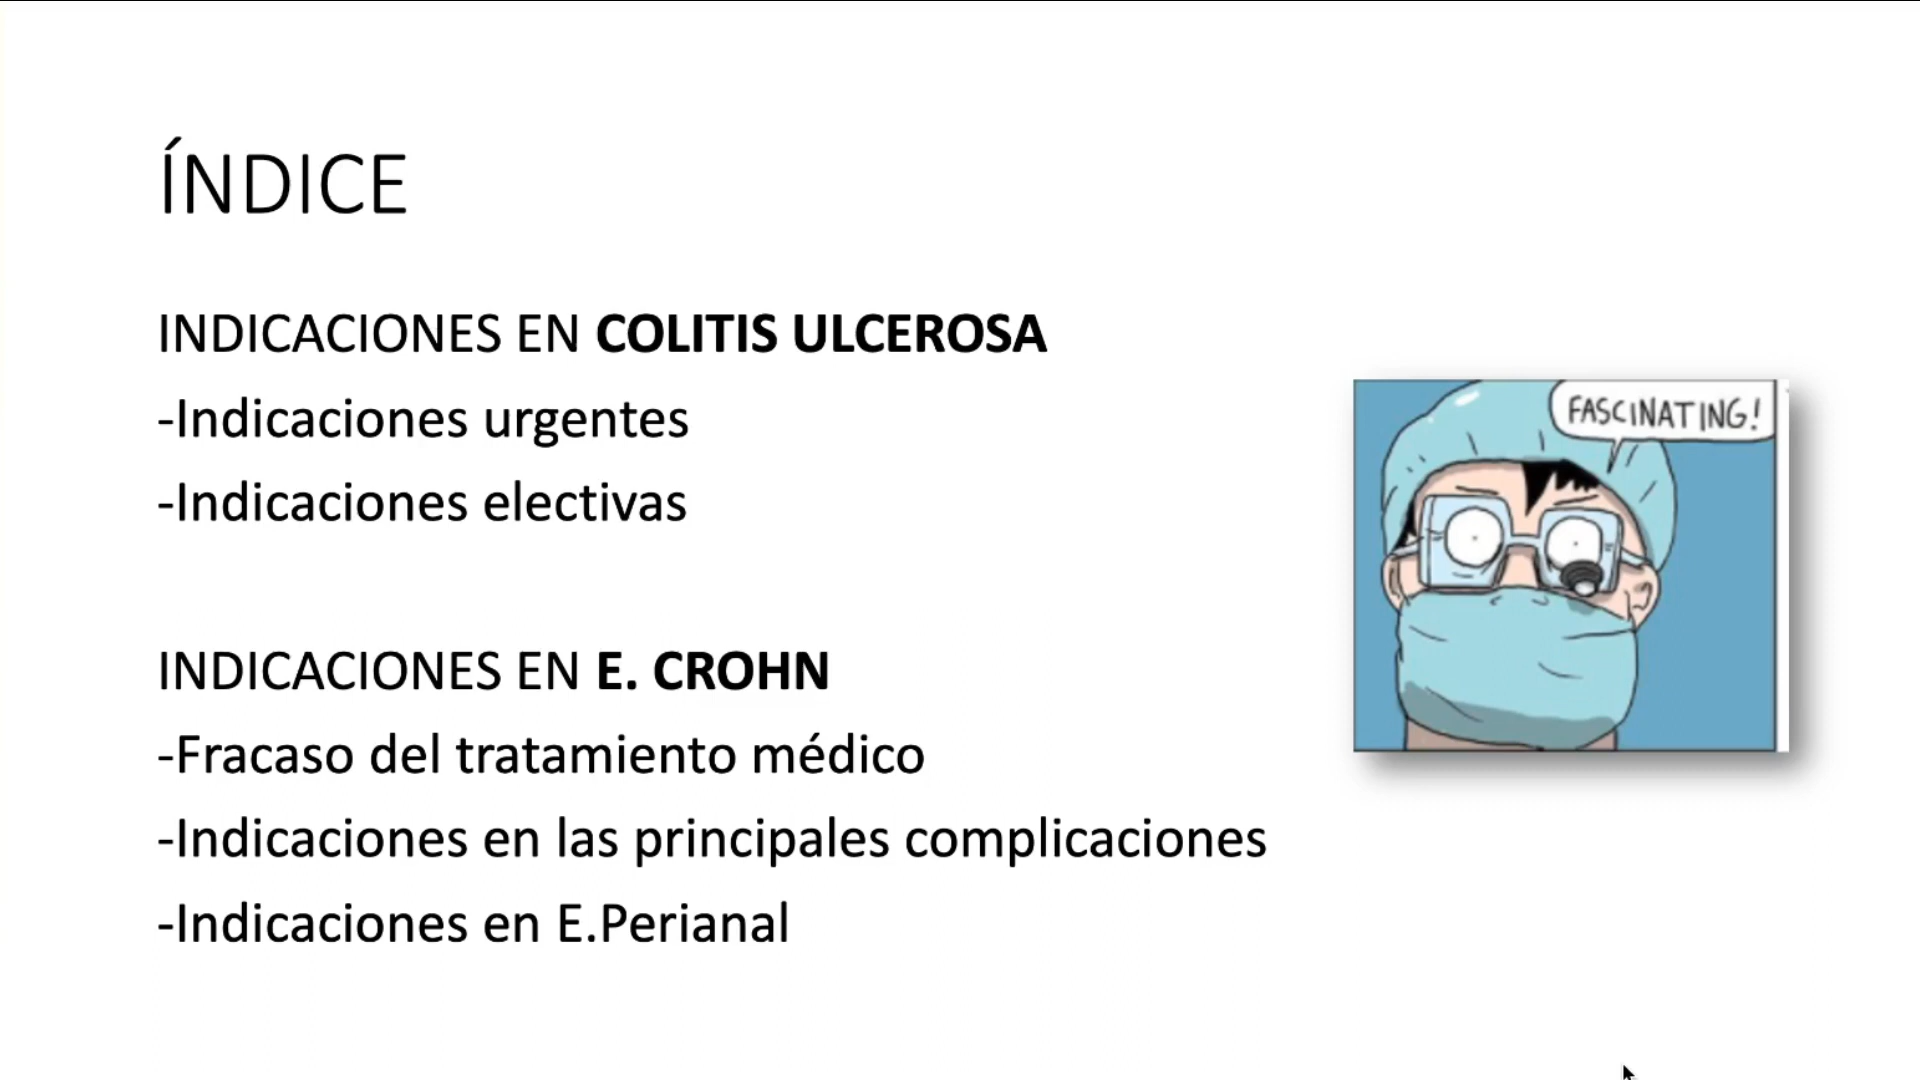 ÍNDICE
INDICACIONES EN COLITIS ULCEROSA
-Indicaciones urgentes
-Indicaciones electivas
FASCINATING!
INDICACIONES EN E. CROHN
-Fracaso del tratamiento médico
-Indicaciones en las principales complicaciones
-Indicaciones en E.Perianal